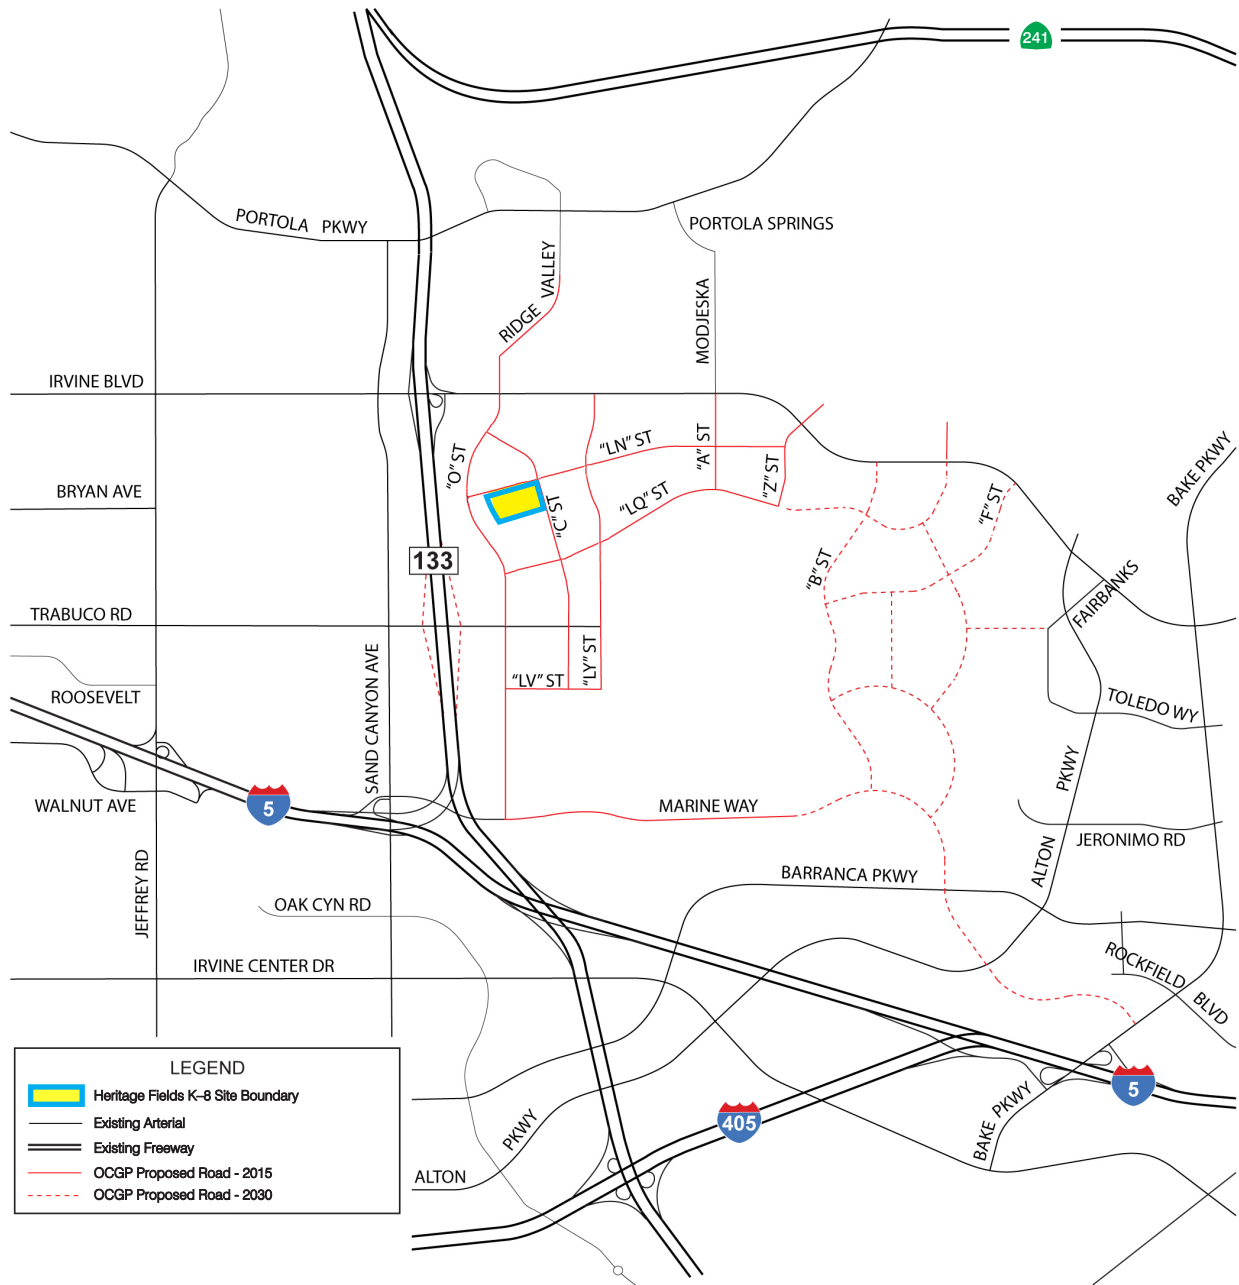 241
PORTOLA PKWY
PORTOLA SPRINGS
RIDGE VALLEY
MODJESKA
IRVINE BLVD
"LN" ST
"A" ST
"O" ST
"Z" ST
BAKE PKWY
BRYAN AVE
"LQ" ST
"C" ST
"F" ST
133
"B" ST
FAIRBANKS
TRABUCO RD
SAND CANYON AVE
"LY" ST
"LV" ST
ROOSEVELT
TOLEDO WY
5
WALNUT AVE
MARINE WAY
ALTON PKWY
JERONIMO RD
JEFFREY RD
BARRANCA PKWY
OAK CYN RD
IRVINE CENTER DR
ROCKFIELD BLVD
LEGEND
Heritage Fields K–8 Site Boundary
Existing Arterial
Existing Freeway
OCGP Proposed Road - 2015
OCGP Proposed Road - 2030
5
405
BAKE PKWY
ALTON PKWY